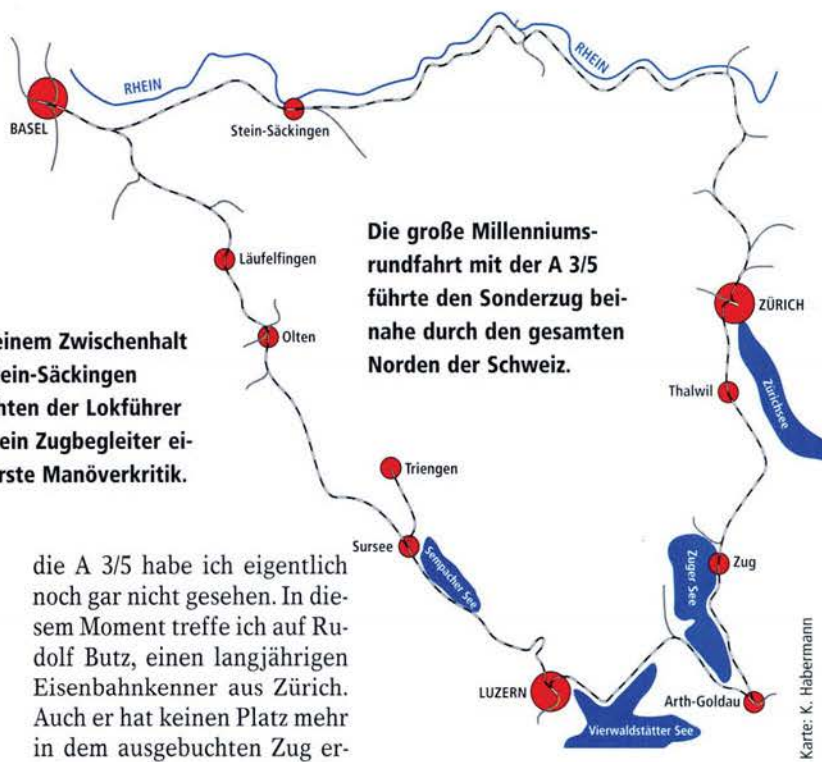 RHEIN
RHEIN
BASEL
Stein-Säckingen
Läufelfingen
Die große Millenniums-
rundfahrt mit der A 3/5
führte den Sonderzug bei-
nahe durch den gesamten
Norden der Schweiz.
ZÜRICH
Olten
einem Zwischenhalt
ein-Säckingen
hten der Lokführer
ein Zugbegleiter ei-
rste Manöverkritik.
Thalwil
Zürichsee
Triengen
Sursee
Sempacher See
Zuger See
Zug
die A 3/5 habe ich eigentlich
noch gar nicht gesehen. In die-
sem Moment treffe ich auf Ru-
dolf Butz, einen langjährigen
Eisenbahnkenner aus Zürich.
Auch er hat keinen Platz mehr
in dem ausgebuchten Zug er-
LUZERN
Arth-Goldau
Vierwaldstätter See
Karte: K. Habermann